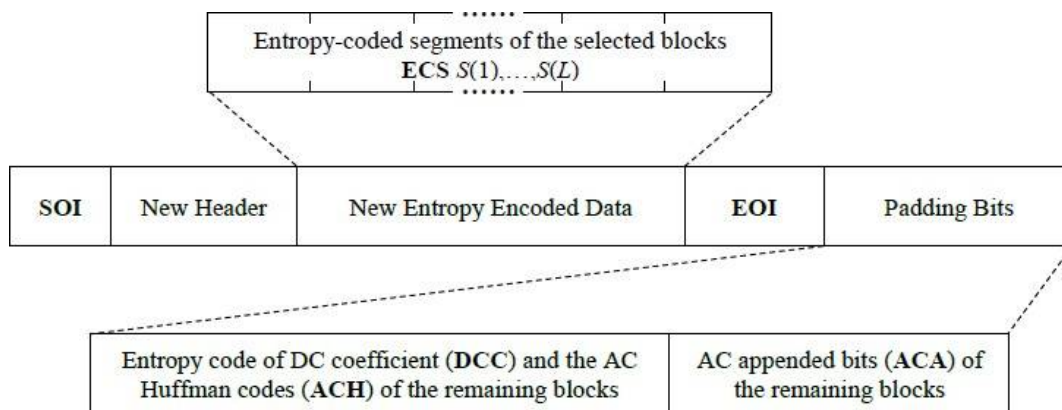 Entropy-coded segments of the selected blocks
ECS S(1),…,S(L)
SOI
New Header
New Entropy Encoded Data
EOI
Padding Bits
Entropy code of DC coefficient (DCC) and the AC
Huffman codes (ACH) of the remaining blocks
AC appended bits (ACA) of
the remaining blocks